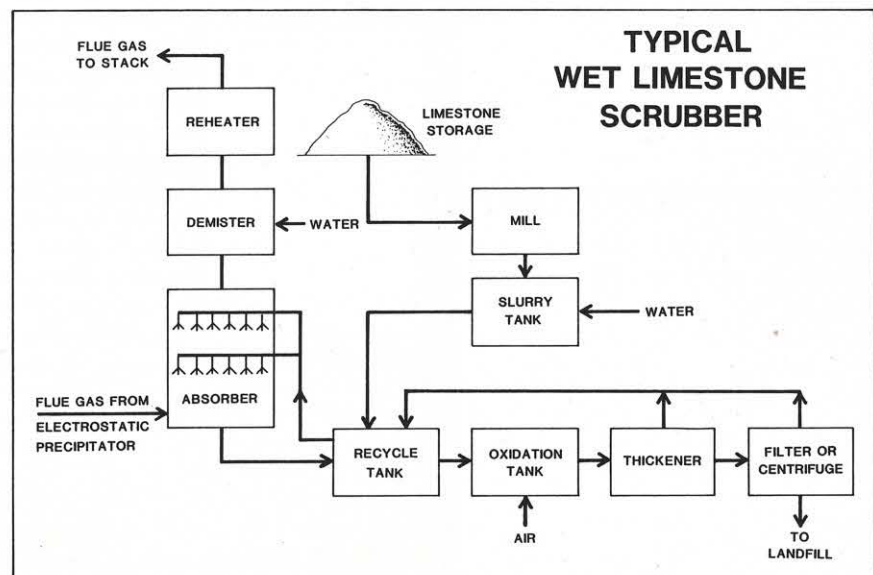 TYPICAL
WET LIMESTONE
SCRUBBER
FLUE GAS
TO STACK
REHEATER
LIMESTONE
STORAGE
DEMISTER
WATER
MILL
SLURRY
TANK
WATER
ABSORBER
FLUE GAS FROM
ELECTROSTATIC
PRECIPITATOR
RECYCLE
TANK
OXIDATION
TANK
THICKENER
FILTER OR
CENTRIFUGE
AIR
TO
LANDFILL